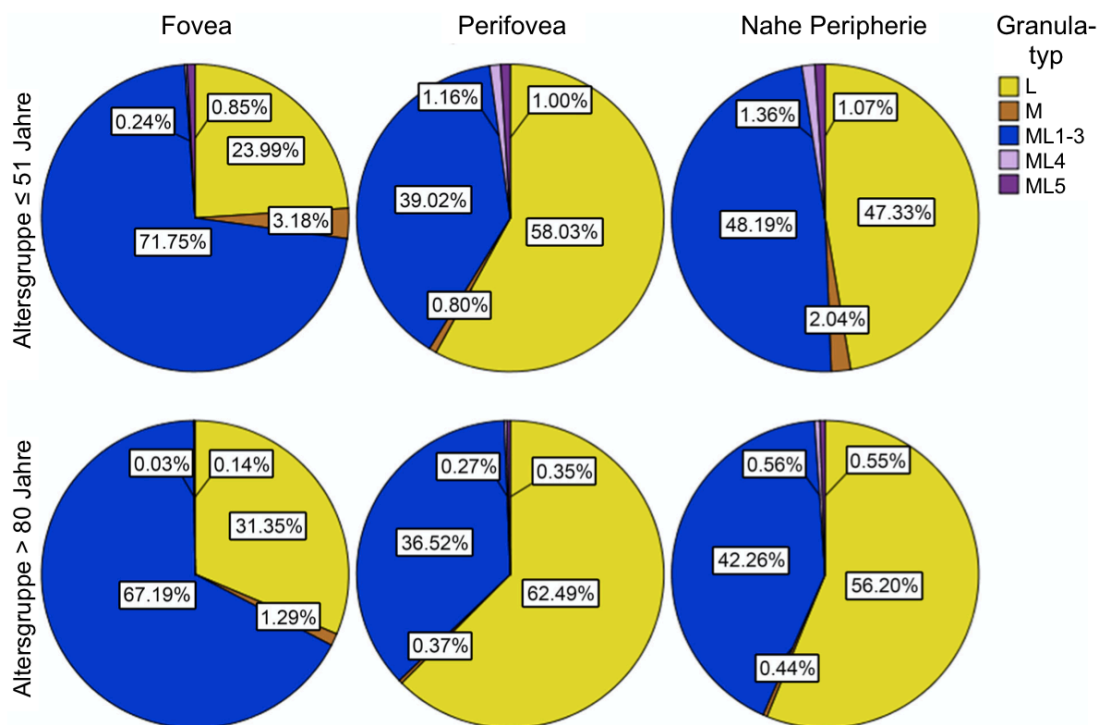 Fovea
Perifovea
Nahe Peripherie
Granula-
typ
L
M
ML1-3
ML4
ML5
Altersgruppe ≤ 51 Jahre
0.24%
0.85%
23.99%
3.18%
71.75%
1.16%
1.00%
39.02%
58.03%
0.80%
1.36%
1.07%
48.19%
47.33%
2.04%
Altersgruppe > 80 Jahre
0.03%
0.14%
31.35%
67.19%
1.29%
0.27%
0.35%
36.52%
62.49%
0.37%
0.56%
0.55%
42.26%
56.20%
0.44%